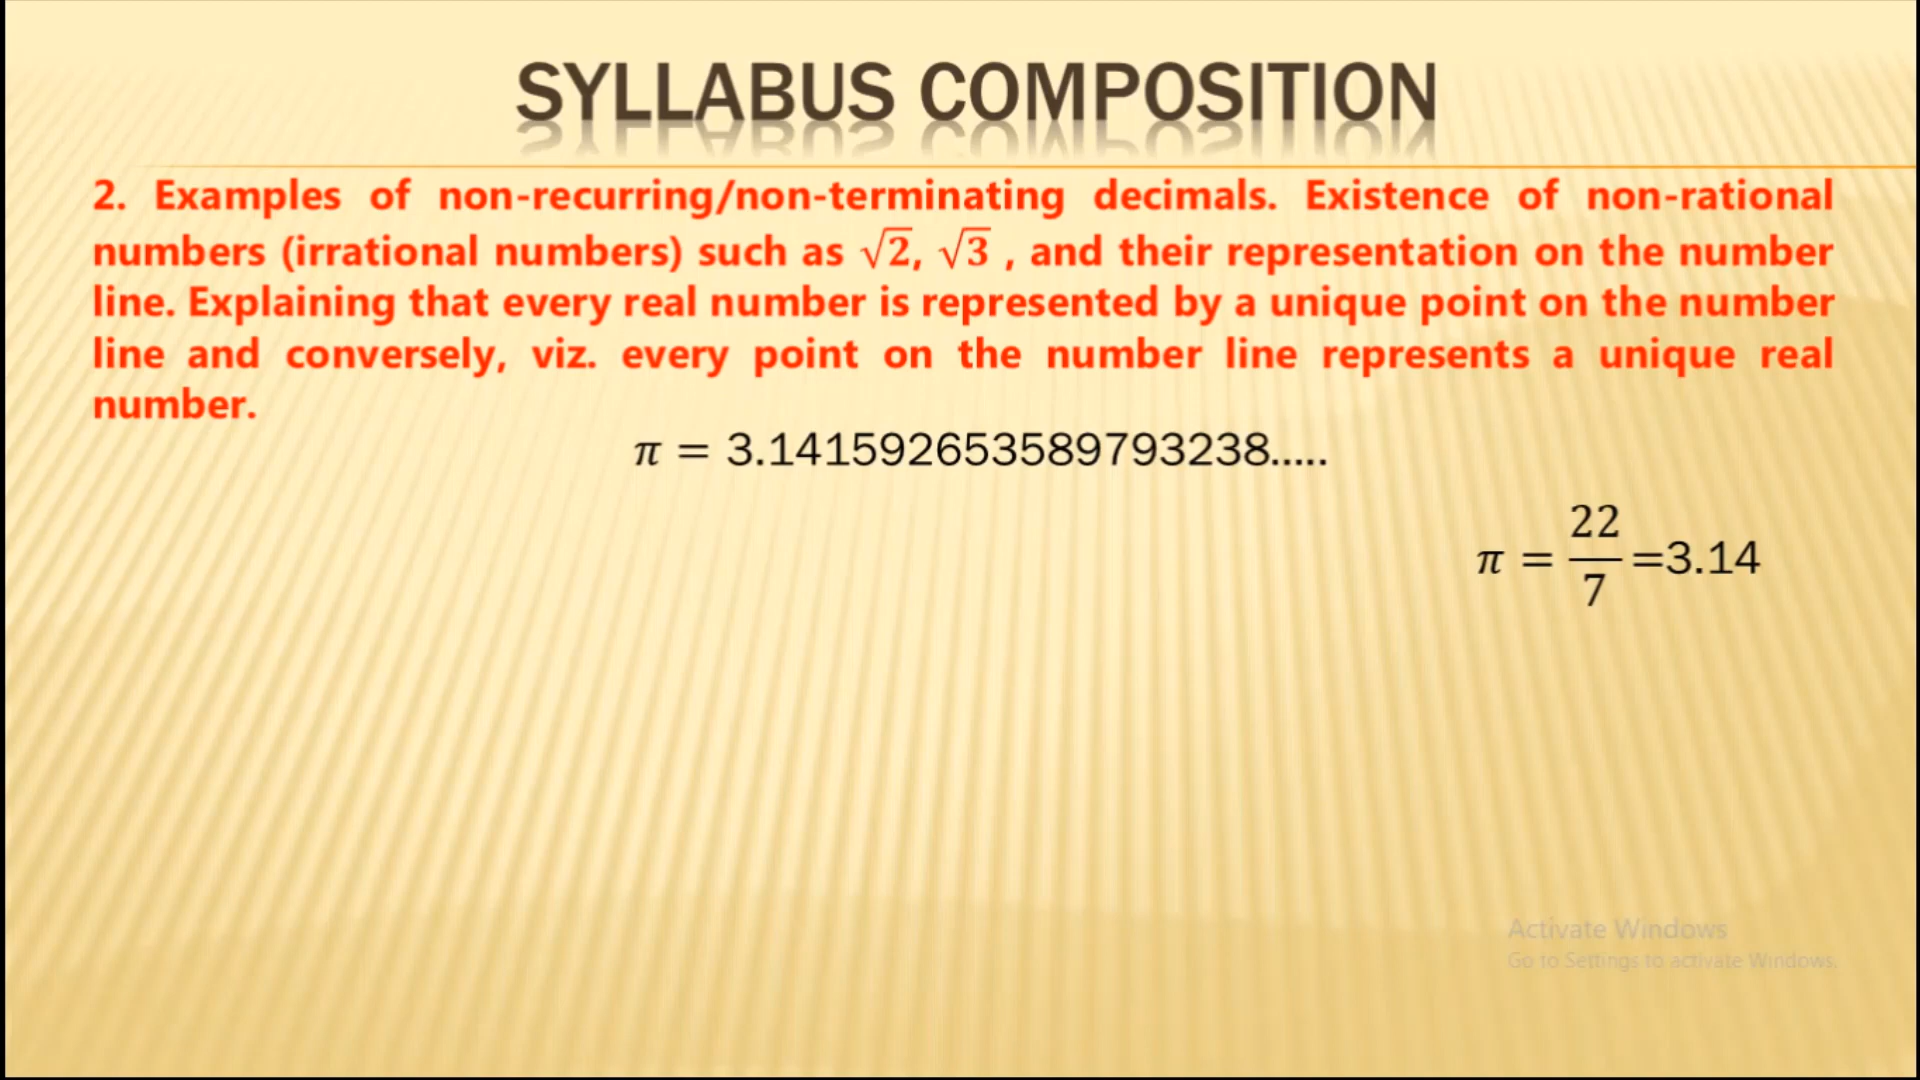 SYLLABUS COMPOSITION
2. Examples of non-recurring/non-terminating decimals. Existence of non-rational
numbers (irrational numbers) such as √2, √3 , and their representation on the number
line. Explaining that every real number is represented by a unique point on the number
line and conversely, viz. every point on the number line represents a unique real
number.
π = 3.141592653589793238.....
π = 22/7 =3.14
Activate Windows
Go to Settings to activate Windows.